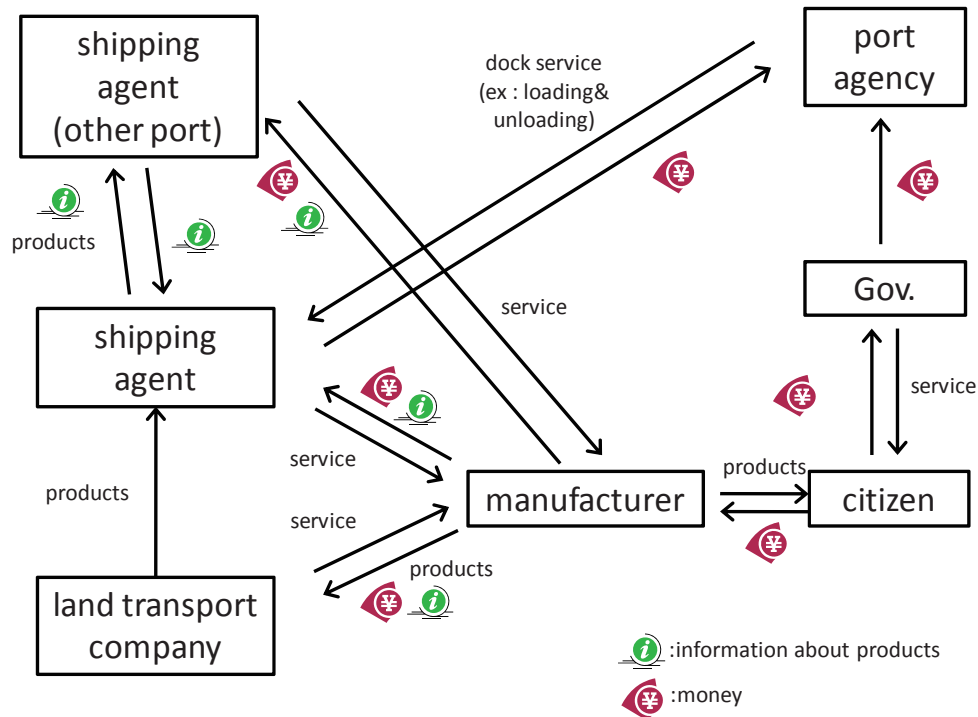 shipping
agent
(other port)
port
agency
dock service
(ex : loading&
unloading)
¥
¥
¥
i
i
i
products
Gov.
service
shipping
agent
¥
i
¥
service
service
products
products
manufacturer
citizen
service
¥
products
¥
i
land transport
company
i :information about products
¥ :money